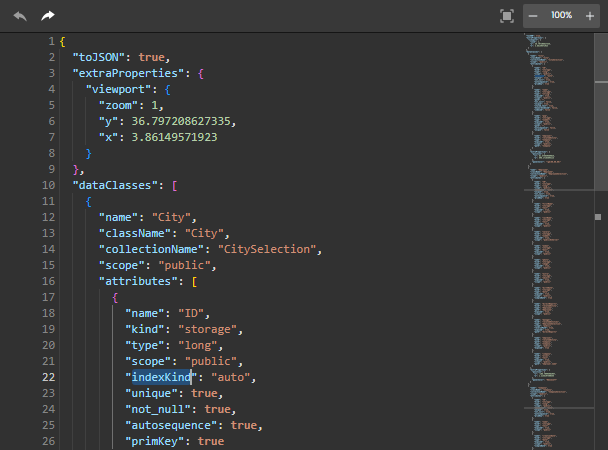 − 100% +
1 {
2 "toJSON": true,
3 "extraProperties": {
4 "viewport": {
5 "zoom": 1,
6 "y": 36.797208627335,
7 "x": 3.86149571923
8 }
9 },
10 "dataClasses": [
11 {
12 "name": "City",
13 "className": "City",
14 "collectionName": "CitySelection",
15 "scope": "public",
16 "attributes": [
17 {
18 "name": "ID",
19 "kind": "storage",
20 "type": "long",
21 "scope": "public",
22 "indexKind": "auto",
23 "unique": true,
24 "not_null": true,
25 "autosequence": true,
26 "primKey": true